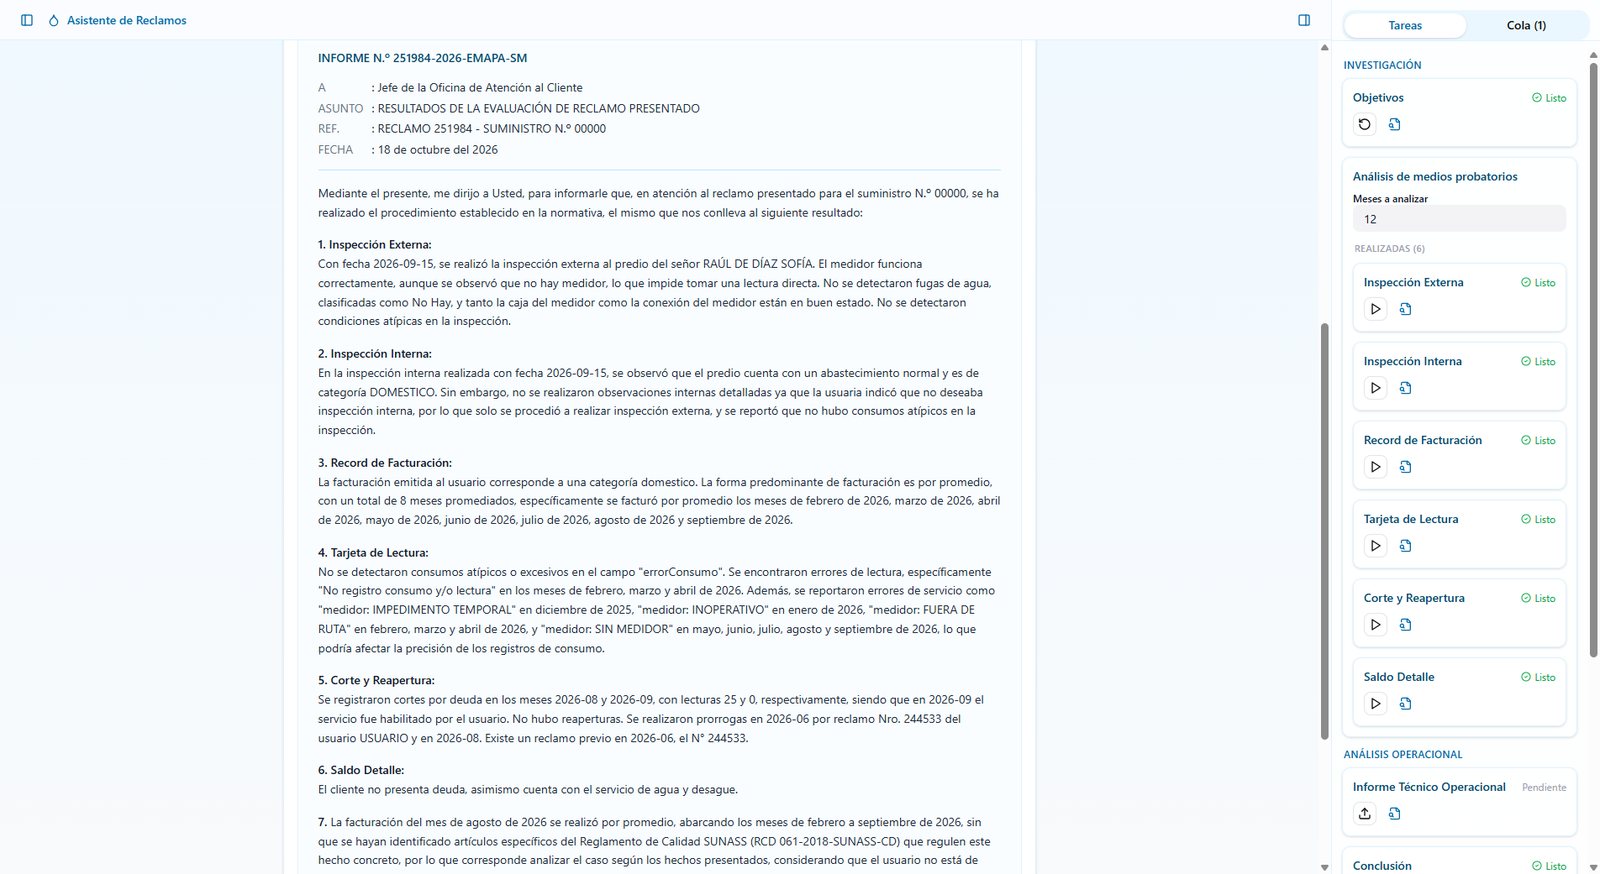 Asistente de Reclamos
INFORME N.º 251984-2026-EMAPA-SM
A : Jefe de la Oficina de Atención al Cliente
ASUNTO : RESULTADOS DE LA EVALUACIÓN DE RECLAMO PRESENTADO
REF. : RECLAMO 251984 - SUMINISTRO N.º 00000
FECHA : 18 de octubre del 2026
Mediante el presente, me dirijo a Usted, para informarle que, en atención al reclamo presentado para el suministro N.º 00000, se ha
realizado el procedimiento establecido en la normativa, el mismo que nos conlleva al siguiente resultado:
1. Inspección Externa:
Con fecha 2026-09-15, se realizó la inspección externa al predio del señor RAÚL DE DÍAZ SOFÍA. El medidor funciona
correctamente, aunque se observó que no hay medidor, lo que impide tomar una lectura directa. No se detectaron fugas de agua,
clasificadas como No Hay, y tanto la caja del medidor como la conexión del medidor están en buen estado. No se detectaron
condiciones atípicas en la inspección.
2. Inspección Interna:
En la inspección interna realizada con fecha 2026-09-15, se observó que el predio cuenta con un abastecimiento normal y es de
categoría DOMESTICO. Sin embargo, no se realizaron observaciones internas detalladas ya que la usuaria indicó que no deseaba
inspección interna, por lo que solo se procedió a realizar inspección externa, y se reportó que no hubo consumos atípicos en la
inspección.
3. Record de Facturación:
La facturación emitida al usuario corresponde a una categoría domestico. La forma predominante de facturación es por promedio,
con un total de 8 meses promediados, específicamente se facturó por promedio los meses de febrero de 2026, marzo de 2026, abril
de 2026, mayo de 2026, junio de 2026, julio de 2026, agosto de 2026 y septiembre de 2026.
4. Tarjeta de Lectura:
No se detectaron consumos atípicos o excesivos en el campo "errorConsumo". Se encontraron errores de lectura, específicamente
"No registro consumo y/o lectura" en los meses de febrero, marzo y abril de 2026. Además, se reportaron errores de servicio como
"medidor: IMPEDIMENTO TEMPORAL" en diciembre de 2025, "medidor: INOPERATIVO" en enero de 2026, "medidor: FUERA DE
RUTA" en febrero, marzo y abril de 2026, y "medidor: SIN MEDIDOR" en mayo, junio, julio, agosto y septiembre de 2026, lo que
podría afectar la precisión de los registros de consumo.
5. Corte y Reapertura:
Se registraron cortes por deuda en los meses 2026-08 y 2026-09, con lecturas 25 y 0, respectivamente, siendo que en 2026-09 el
servicio fue habilitado por el usuario. No hubo reaperturas. Se realizaron prorrogas en 2026-06 por reclamo Nro. 244533 del
usuario USUARIO y en 2026-08. Existe un reclamo previo en 2026-06, el N° 244533.
6. Saldo Detalle:
El cliente no presenta deuda, asimismo cuenta con el servicio de agua y desague.
7. La facturación del mes de agosto de 2026 se realizó por promedio, abarcando los meses de febrero a septiembre de 2026, sin
que se hayan identificado artículos específicos del Reglamento de Calidad SUNASS (RCD 061-2018-SUNASS-CD) que regulen este
hecho concreto, por lo que corresponde analizar el caso según los hechos presentados, considerando que el usuario no está de
Tareas
Cola (1)
INVESTIGACIÓN
Objetivos
Listo
Análisis de medios probatorios
Meses a analizar
12
REALIZADAS (6)
Inspección Externa
Listo
Inspección Interna
Listo
Record de Facturación
Listo
Tarjeta de Lectura
Listo
Corte y Reapertura
Listo
Saldo Detalle
Listo
ANÁLISIS OPERACIONAL
Informe Técnico Operacional
Pendiente
Conclusión
Listo